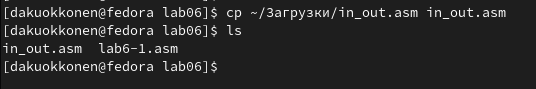 [dakuokkonen@fedora lab06]$ cp ~/Загрузки/in_out.asm in_out.asm
[dakuokkonen@fedora lab06]$ ls
in_out.asm  lab6-1.asm
[dakuokkonen@fedora lab06]$